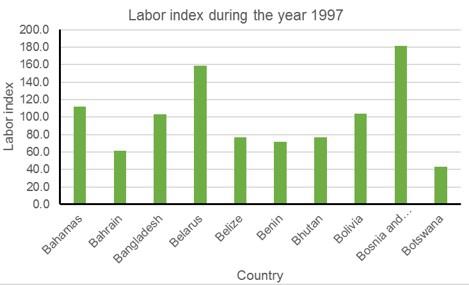 Labor index during the year 1997
Labor index
200.0
180.0
160.0
140.0
120.0
100.0
80.0
60.0
40.0
20.0
0.0
Bahamas
Bahrain
Bangladesh
Belarus
Belize
Benin
Bhutan
Bolivia
Bosnia and...
Botswana
Country